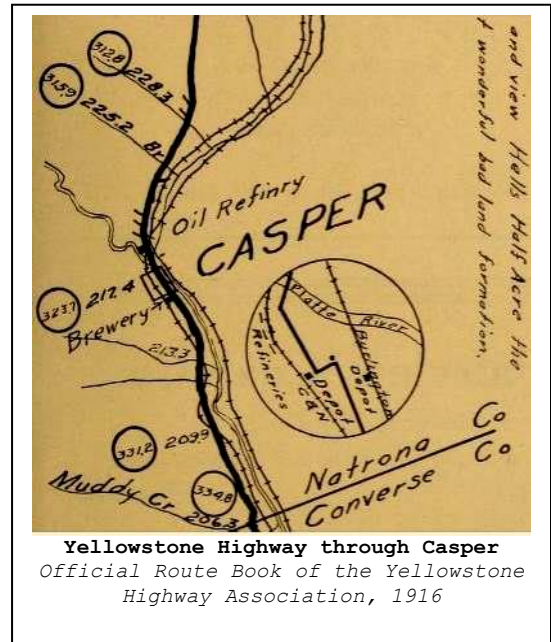 and view Hells Half Acre the
t wonderful bad land formation.
312.8 228.3
315.9 225.2 Br
Oil Refinry
CASPER
323.7 217.4
Brewery
213.3
Platte River
Refineries
C&N
Depot
Burlington
Depot
331.2 209.9
Natrona Co
Converse Co
334.8
Muddy Cr 206.3
Yellowstone Highway through Casper
Official Route Book of the Yellowstone
Highway Association, 1916